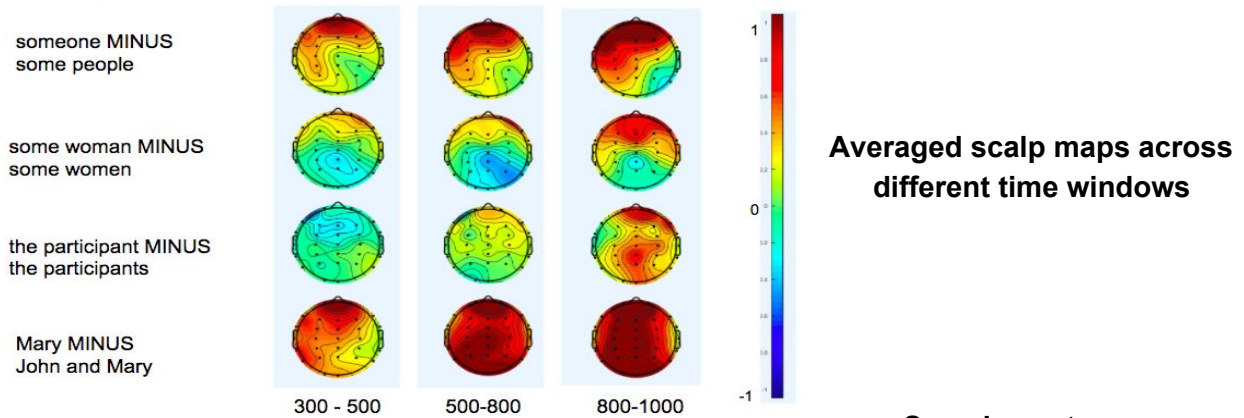 someone MINUS
some people
some woman MINUS
some women
the participant MINUS
the participants
Mary MINUS
John and Mary
300 - 500
500-800
800-1000
1
0
-1
Averaged scalp maps across
different time windows